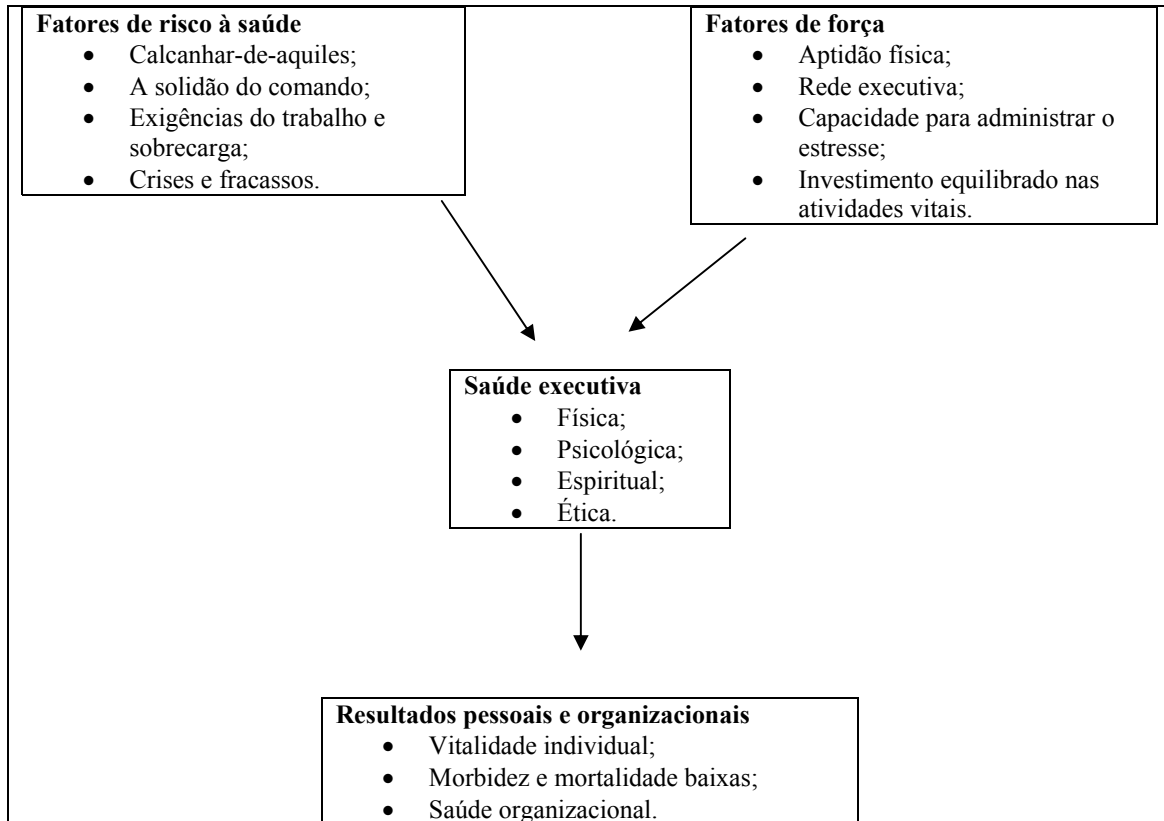 Fatores de risco à saúde
• Calcanhar-de-aquiles;
• A solidão do comando;
• Exigências do trabalho e
sobrecarga;
• Crises e fracassos.
Fatores de força
• Aptidão física;
• Rede executiva;
• Capacidade para administrar o
estresse;
• Investimento equilibrado nas
atividades vitais.
Saúde executiva
• Física;
• Psicológica;
• Espiritual;
• Ética.
Resultados pessoais e organizacionais
• Vitalidade individual;
• Morbidez e mortalidade baixas;
• Saúde organizacional.